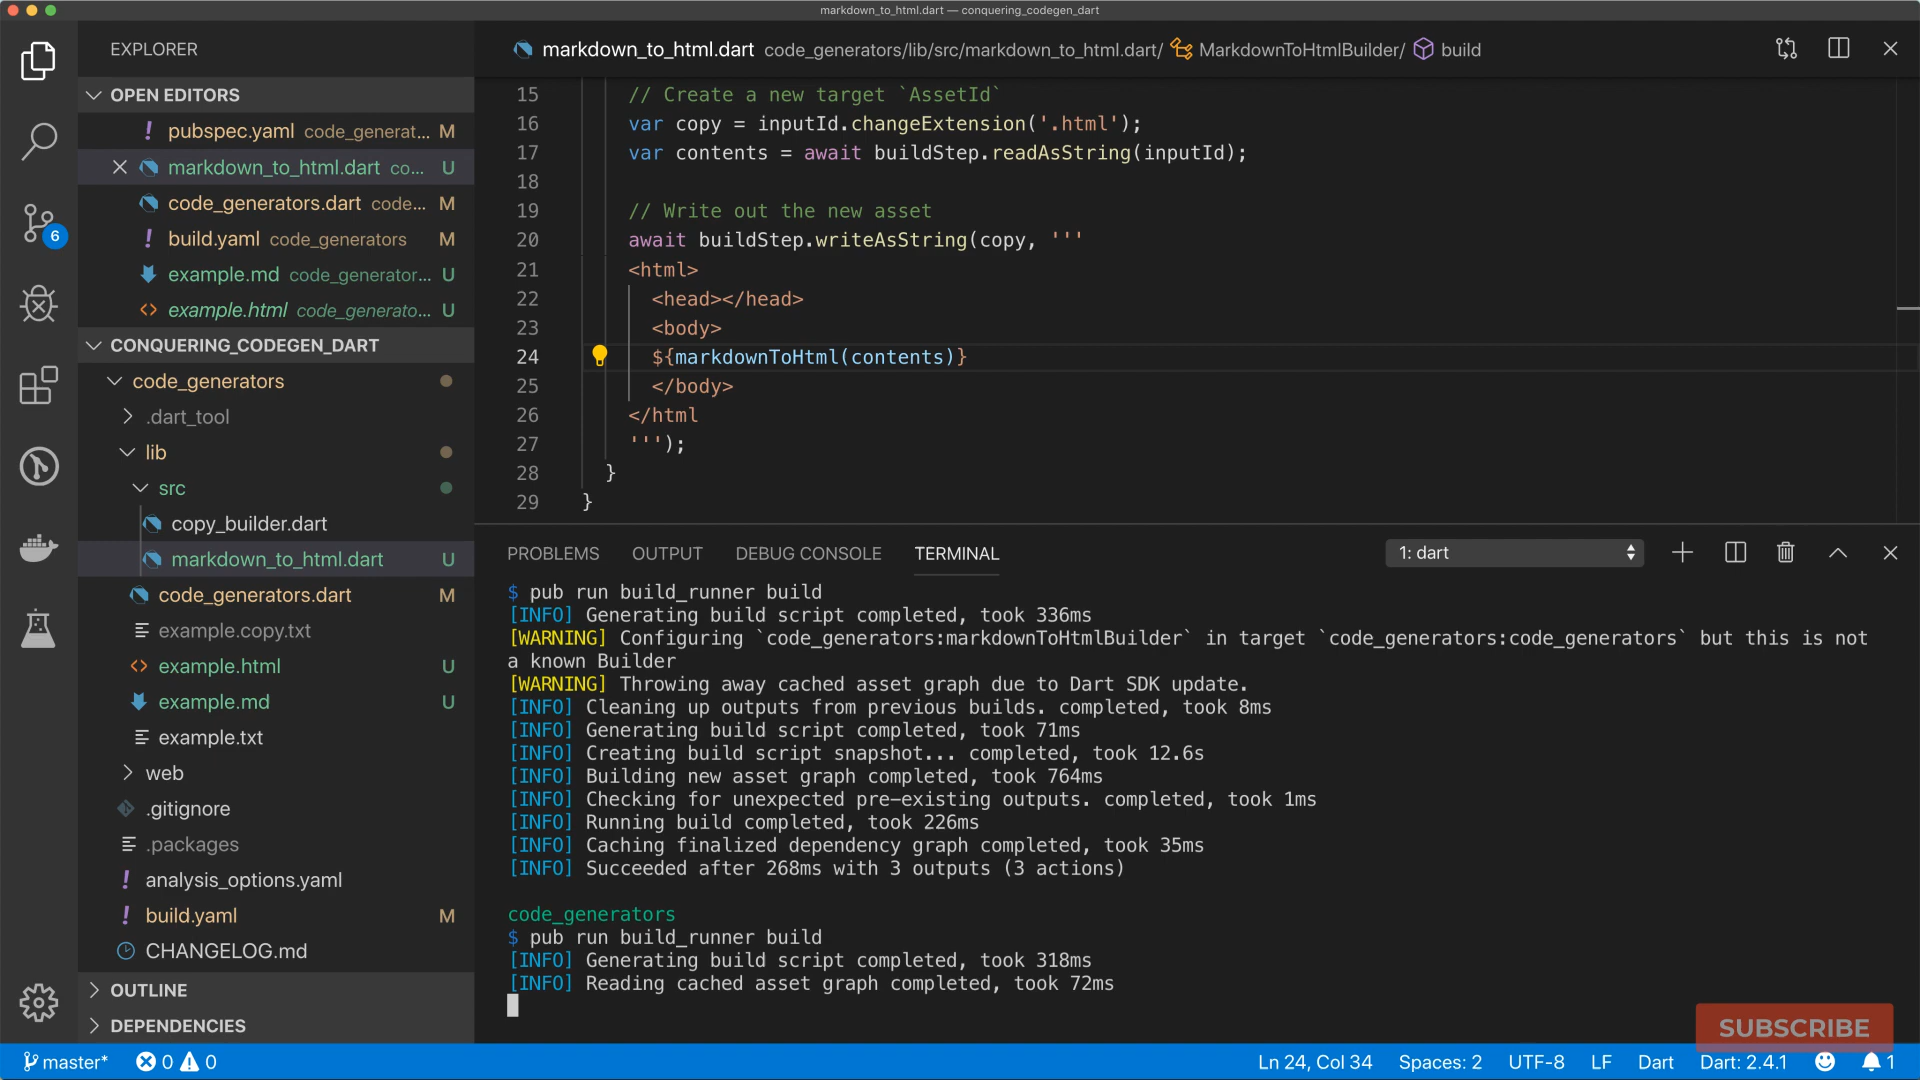 markdown_to_html.dart — conquering_codegen_dart
EXPLORER
OPEN EDITORS
pubspec.yaml code_generat... M
markdown_to_html.dart co... U
code_generators.dart code... M
build.yaml code_generators M
example.md code_generator... U
example.html code_generato... U
CONQUERING_CODEGEN_DART
code_generators
.dart_tool
lib
src
copy_builder.dart
markdown_to_html.dart U
code_generators.dart M
example.copy.txt
example.html U
example.md U
example.txt
web
.gitignore
.packages
analysis_options.yaml
build.yaml M
CHANGELOG.md
OUTLINE
DEPENDENCIES
6
markdown_to_html.dart code_generators/lib/src/markdown_to_html.dart/ MarkdownToHtmlBuilder/ build
15 // Create a new target `AssetId`
16 var copy = inputId.changeExtension('.html');
17 var contents = await buildStep.readAsString(inputId);
18
19 // Write out the new asset
20 await buildStep.writeAsString(copy, '''
21 <html>
22 <head></head>
23 <body>
24 ${markdownToHtml(contents)}
25 </body>
26 </html
27 ''');
28 }
29 }
PROBLEMS OUTPUT DEBUG CONSOLE TERMINAL 1: dart
$ pub run build_runner build
[INFO] Generating build script completed, took 336ms
[WARNING] Configuring `code_generators:markdownToHtmlBuilder` in target `code_generators:code_generators` but this is not
a known Builder
[WARNING] Throwing away cached asset graph due to Dart SDK update.
[INFO] Cleaning up outputs from previous builds. completed, took 8ms
[INFO] Generating build script completed, took 71ms
[INFO] Creating build script snapshot... completed, took 12.6s
[INFO] Building new asset graph completed, took 764ms
[INFO] Checking for unexpected pre-existing outputs. completed, took 1ms
[INFO] Running build completed, took 226ms
[INFO] Caching finalized dependency graph completed, took 35ms
[INFO] Succeeded after 268ms with 3 outputs (3 actions)
code_generators
$ pub run build_runner build
[INFO] Generating build script completed, took 318ms
[INFO] Reading cached asset graph completed, took 72ms
SUBSCRIBE
master* 0 0 Ln 24, Col 34 Spaces: 2 UTF-8 LF Dart Dart: 2.4.1 1